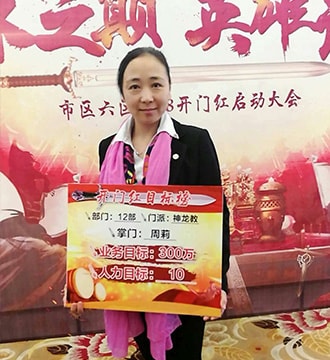 之巅 英雄
市区六区 8开门红启动大会
开门红目标榜
部门：12部 门派：神龙教
掌门：周莉
业务目标：300万
人力目标： 10